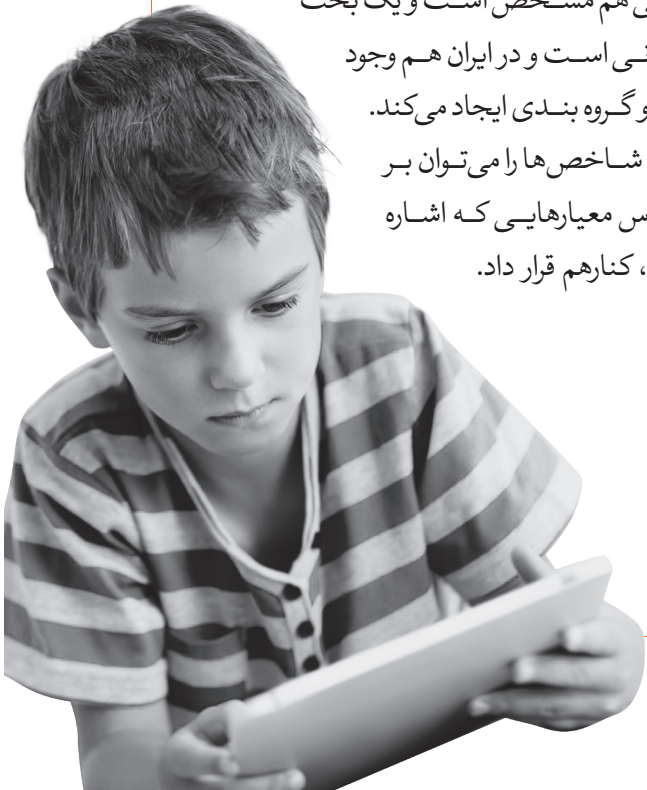 هم مشخص است و یک بحث
است و در ایران هم وجود
و گروه بندی ایجاد می‌کند.
شاخص‌ها را می‌توان بر
معیارهایی که اشاره
، کنارهم قرار داد.